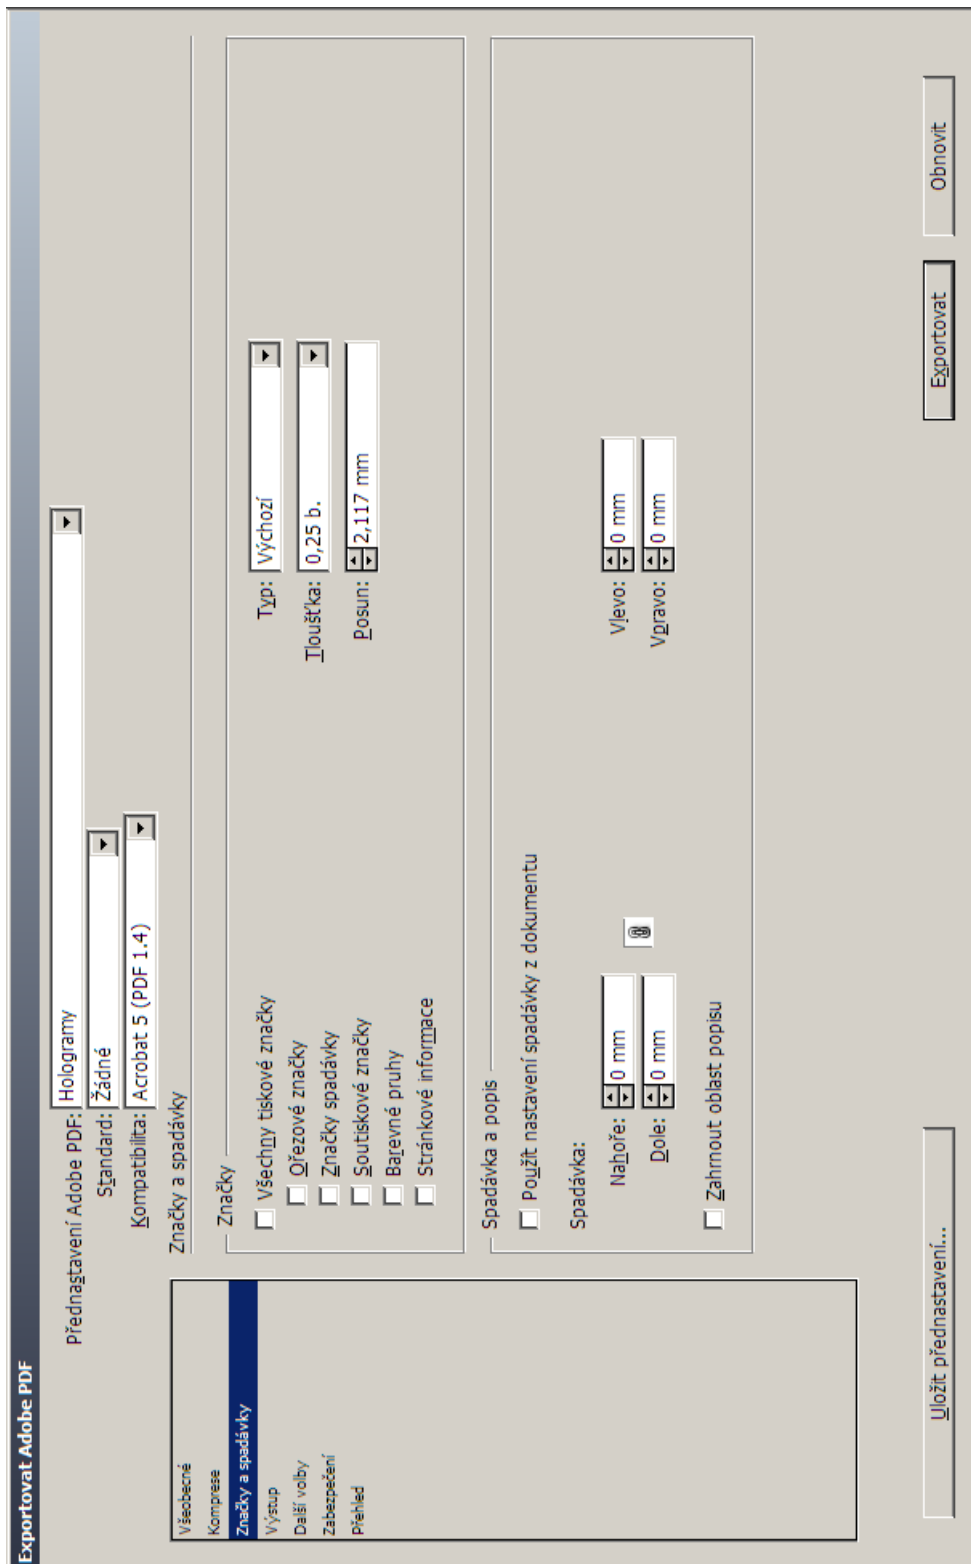 Exportovat Adobe PDF
Přednastavení Adobe PDF: Hologramy
Standard: Žádné
Kompatibilita: Acrobat 5 (PDF 1.4)
Všeobecné
Komprese
Značky a spadávky
Výstup
Další volby
Zabezpečení
Přehled
Značky a spadávky
Značky
Všechny tiskové značky
Ořezové značky
Značky spadávky
Soutiskové značky
Barevné pruhy
Stránkové informace
Typ: Výchozí
Tloušťka: 0,25 b.
Posun: 2,117 mm
Spadávka a popis
Použít nastavení spadávky z dokumentu
Spadávka:
Nahoře: 0 mm
Dole: 0 mm
Vlevo: 0 mm
Vpravo: 0 mm
Zahrnout oblast popisu
Uložit přednastavení...
Exportovat
Obnovit